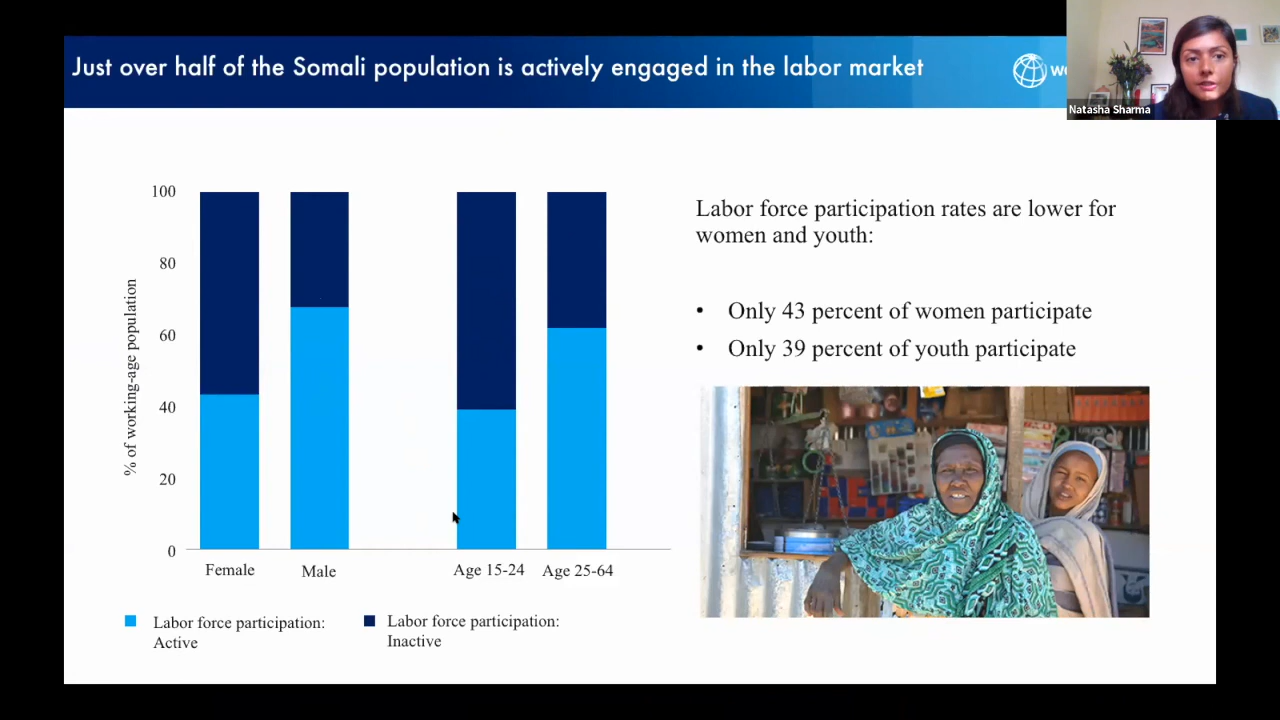 Just over half of the Somali population is actively engaged in the labor market
Natasha Sharma
100
80
60
40
20
0
% of working-age population
Female
Male
Age 15-24
Age 25-64
Labor force participation:
Active
Labor force participation:
Inactive
Labor force participation rates are lower for
women and youth:
• Only 43 percent of women participate
• Only 39 percent of youth participate